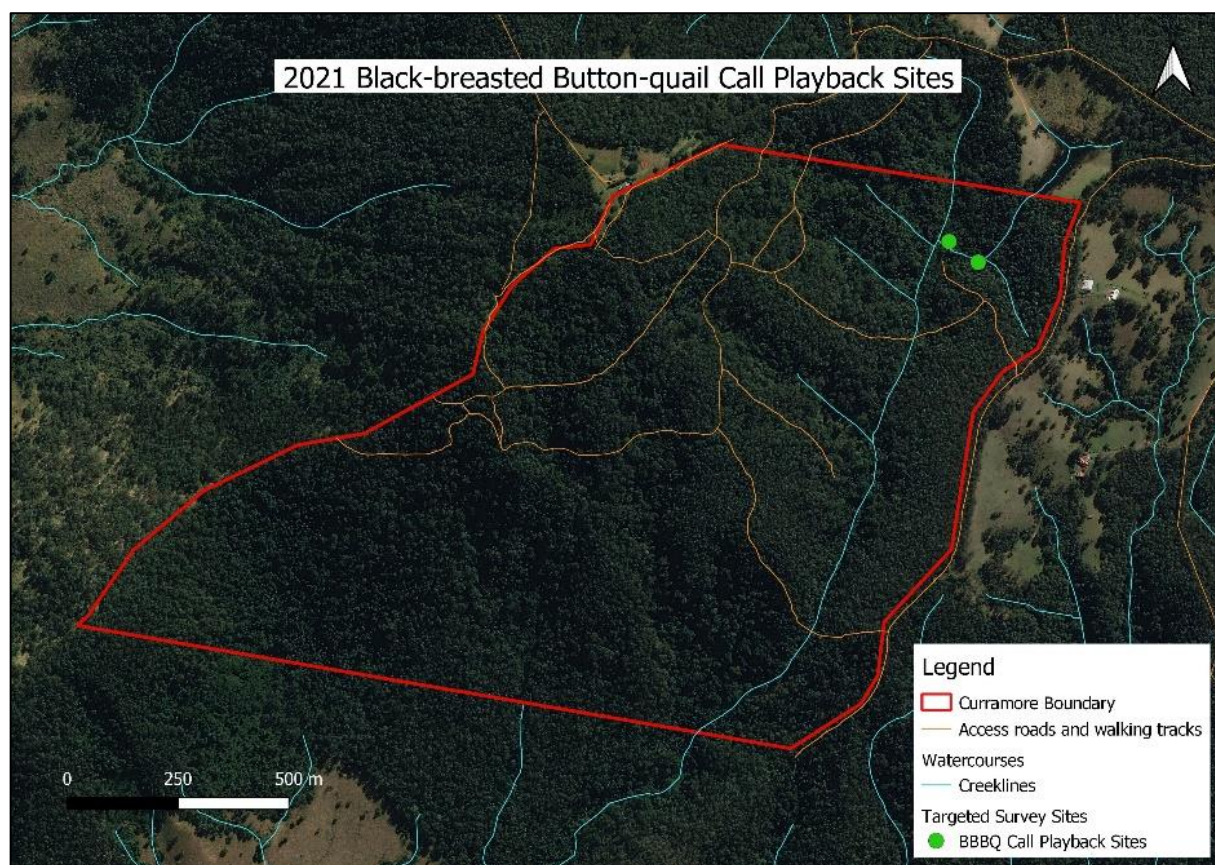 2021 Black-breasted Button-quail Call Playback Sites
0 250 500 m
Legend
Curramore Boundary
Access roads and walking tracks
Watercourses
Creeklines
Targeted Survey Sites
BBBQ Call Playback Sites